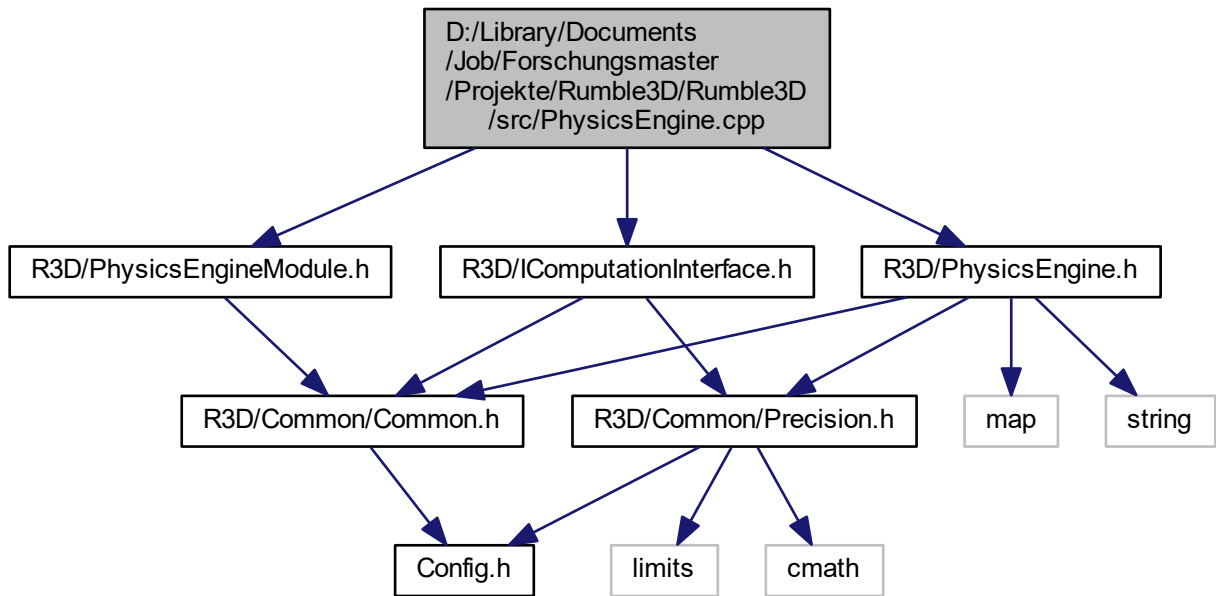 D:/Library/Documents
/Job/Forschungsmaster
/Projekte/Rumble3D/Rumble3D
/src/PhysicsEngine.cpp
R3D/PhysicsEngineModule.h
R3D/IComputationInterface.h
R3D/PhysicsEngine.h
R3D/Common/Common.h
R3D/Common/Precision.h
map
string
Config.h
limits
cmath